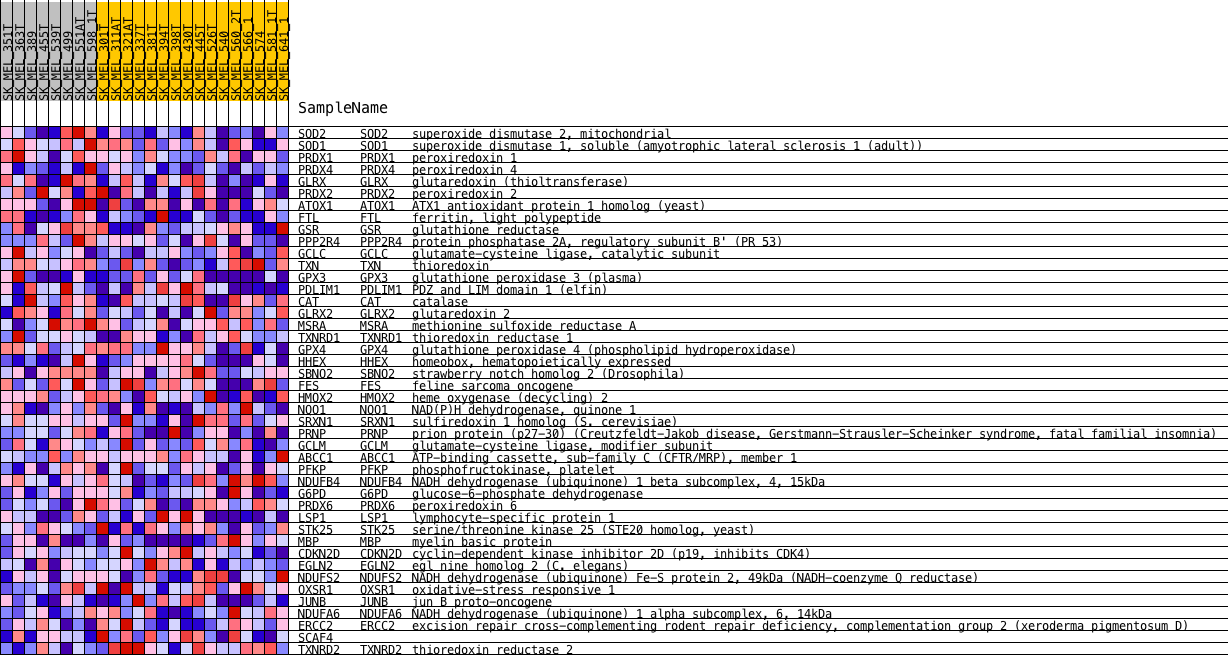 SK_MEL_351T
SK_MEL_363T
SK_MEL_389
SK_MEL_455T
SK_MEL_539T
SK_MEL_499
SK_MEL_551AT
SK_MEL_598_1T
SK_MEL_301T
SK_MEL_311AT
SK_MEL_321AT
SK_MEL_337T
SK_MEL_381T
SK_MEL_394T
SK_MEL_398T
SK_MEL_430T
SK_MEL_445T
SK_MEL_526T
SK_MEL_540
SK_MEL_560_2T
SK_MEL_566_1
SK_MEL_574
SK_MEL_581_1T
SK_MEL_641_1
SampleName
SOD2 SOD2 superoxide dismutase 2, mitochondrial
SOD1 SOD1 superoxide dismutase 1, soluble (amyotrophic lateral sclerosis 1 (adult))
PRDX1 PRDX1 peroxiredoxin 1
PRDX4 PRDX4 peroxiredoxin 4
GLRX GLRX glutaredoxin (thioltransferase)
PRDX2 PRDX2 peroxiredoxin 2
ATOX1 ATOX1 ATX1 antioxidant protein 1 homolog (yeast)
FTL FTL ferritin, light polypeptide
GSR GSR glutathione reductase
PPP2R4 PPP2R4 protein phosphatase 2A, regulatory subunit B' (PR 53)
GCLC GCLC glutamate-cysteine ligase, catalytic subunit
TXN TXN thioredoxin
GPX3 GPX3 glutathione peroxidase 3 (plasma)
PDLIM1 PDLIM1 PDZ and LIM domain 1 (elfin)
CAT CAT catalase
GLRX2 GLRX2 glutaredoxin 2
MSRA MSRA methionine sulfoxide reductase A
TXNRD1 TXNRD1 thioredoxin reductase 1
GPX4 GPX4 glutathione peroxidase 4 (phospholipid hydroperoxidase)
HHEX HHEX homeobox, hematopoietically expressed
SBNO2 SBNO2 strawberry notch homolog 2 (Drosophila)
FES FES feline sarcoma oncogene
HMOX2 HMOX2 heme oxygenase (decycling) 2
NQO1 NQO1 NAD(P)H dehydrogenase, quinone 1
SRXN1 SRXN1 sulfiredoxin 1 homolog (S. cerevisiae)
PRNP PRNP prion protein (p27-30) (Creutzfeldt-Jakob disease, Gerstmann-Strausler-Scheinker syndrome, fatal familial insomnia)
GCLM GCLM glutamate-cysteine ligase, modifier subunit
ABCC1 ABCC1 ATP-binding cassette, sub-family C (CFTR/MRP), member 1
PFKP PFKP phosphofructokinase, platelet
NDUFB4 NDUFB4 NADH dehydrogenase (ubiquinone) 1 beta subcomplex, 4, 15kDa
G6PD G6PD glucose-6-phosphate dehydrogenase
PRDX6 PRDX6 peroxiredoxin 6
LSP1 LSP1 lymphocyte-specific protein 1
STK25 STK25 serine/threonine kinase 25 (STE20 homolog, yeast)
MBP MBP myelin basic protein
CDKN2D CDKN2D cyclin-dependent kinase inhibitor 2D (p19, inhibits CDK4)
EGLN2 EGLN2 egl nine homolog 2 (C. elegans)
NDUFS2 NDUFS2 NADH dehydrogenase (ubiquinone) Fe-S protein 2, 49kDa (NADH-coenzyme Q reductase)
OXSR1 OXSR1 oxidative-stress responsive 1
JUNB JUNB jun B proto-oncogene
NDUFA6 NDUFA6 NADH dehydrogenase (ubiquinone) 1 alpha subcomplex, 6, 14kDa
ERCC2 ERCC2 excision repair cross-complementing rodent repair deficiency, complementation group 2 (xeroderma pigmentosum D)
SCAF4
TXNRD2 TXNRD2 thioredoxin reductase 2